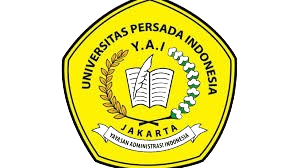 UNIVERSITAS PERSADA INDONESIA
Y.A.I
JAKARTA
YAYASAN ADMINISTRASI INDONESIA